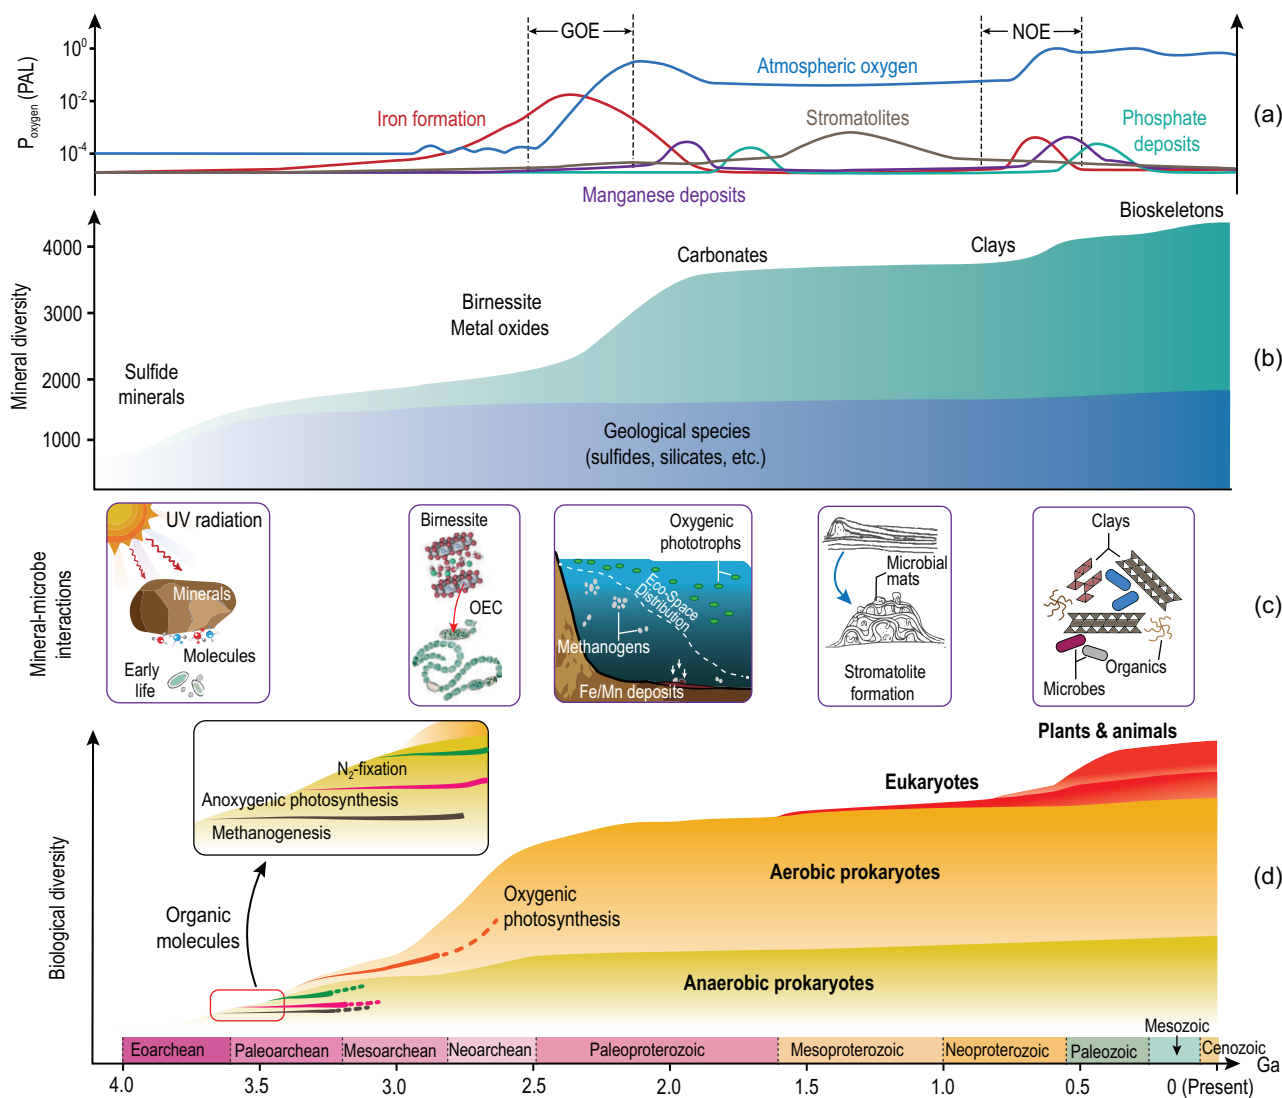 GOE
NOE
P_oxygen (PAL)
10^0
10^-2
10^-4
Atmospheric oxygen
Iron formation
Stromatolites
Phosphate
deposits
Manganese deposits
(a)
Mineral diversity
4000
3000
2000
1000
Bioskeletons
Clays
Carbonates
Birnessite
Metal oxides
Sulfide
minerals
Geological species
(sulfides, silicates, etc.)
(b)
Mineral-microbe
interactions
UV radiation
Minerals
Molecules
Early
life
Birnessite
OEC
Oxygenic
phototrophs
Eco-Space
Distribution
Methanogens
Fe/Mn deposits
Microbial
mats
Stromatolite
formation
Clays
Organics
Microbes
(c)
Biological diversity
N2-fixation
Anoxygenic photosynthesis
Methanogenesis
Organic
molecules
Oxygenic
photosynthesis
Plants & animals
Eukaryotes
Aerobic prokaryotes
Anaerobic prokaryotes
(d)
Mesozoic
Eoarchean
Paleoarchean
Mesoarchean
Neoarchean
Paleoproterozoic
Mesoproterozoic
Neoproterozoic
Paleozoic
Cenozoic
Ga
4.0
3.5
3.0
2.5
2.0
1.5
1.0
0.5
0 (Present)